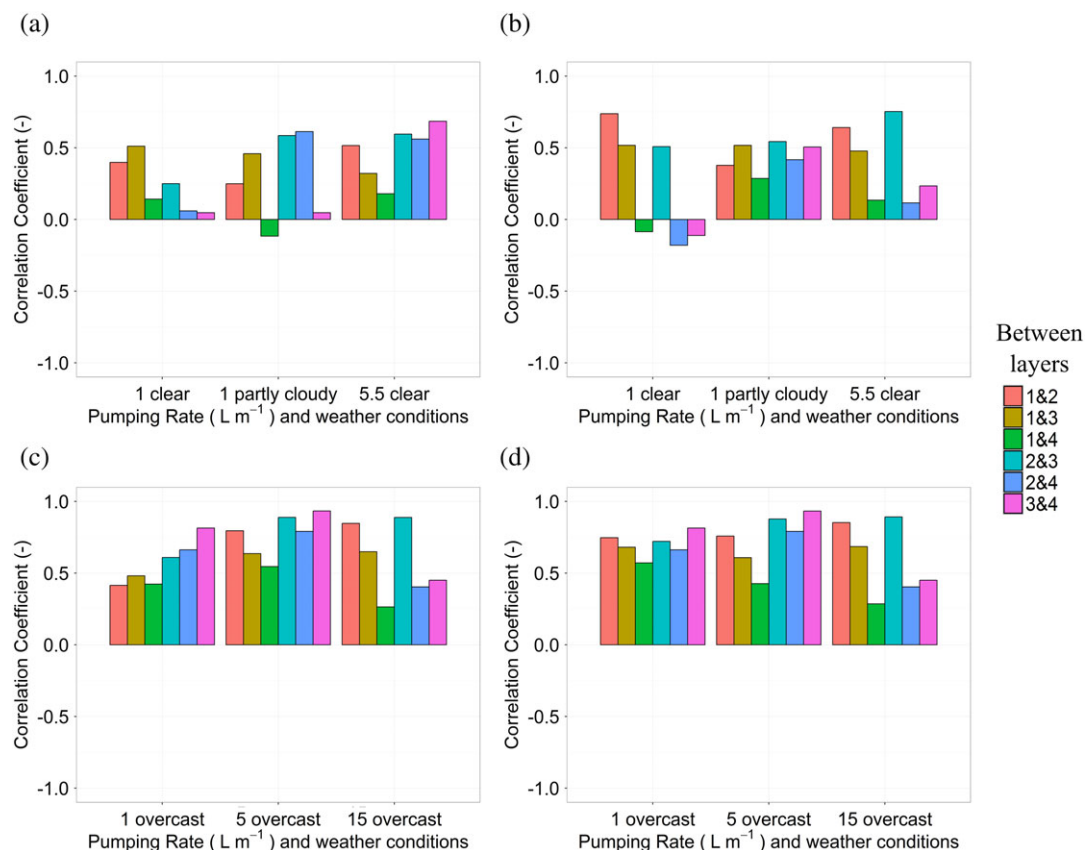 (a)
1.0
0.5
0.0
-0.5
-1.0
Correlation Coefficient (-)
1 clear 1 partly cloudy 5.5 clear
Pumping Rate ( L m⁻¹ ) and weather conditions
(b)
1.0
0.5
0.0
-0.5
-1.0
Correlation Coefficient (-)
1 clear 1 partly cloudy 5.5 clear
Pumping Rate ( L m⁻¹ ) and weather conditions
Between
layers
1&2
1&3
1&4
2&3
2&4
3&4
(c)
1.0
0.5
0.0
-0.5
-1.0
Correlation Coefficient (-)
1 overcast 5 overcast 15 overcast
Pumping Rate ( L m⁻¹ ) and weather conditions
(d)
1.0
0.5
0.0
-0.5
-1.0
Correlation Coefficient (-)
1 overcast 5 overcast 15 overcast
Pumping Rate ( L m⁻¹ ) and weather conditions